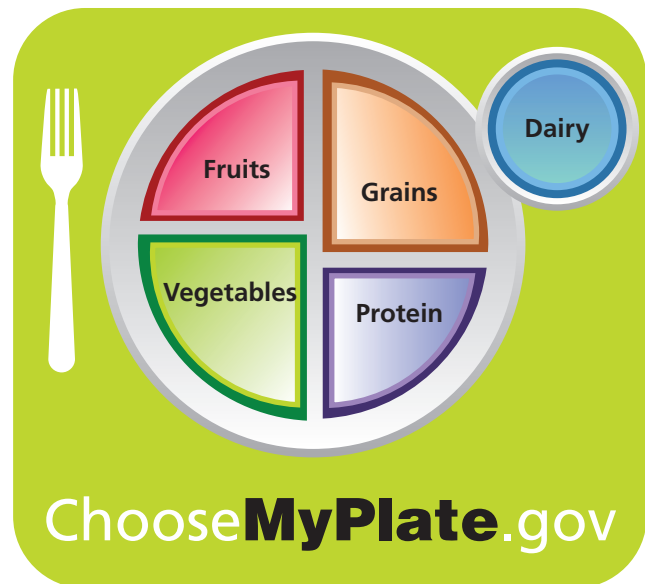 Fruits
Grains
Dairy
Vegetables
Protein
ChooseMyPlate.gov